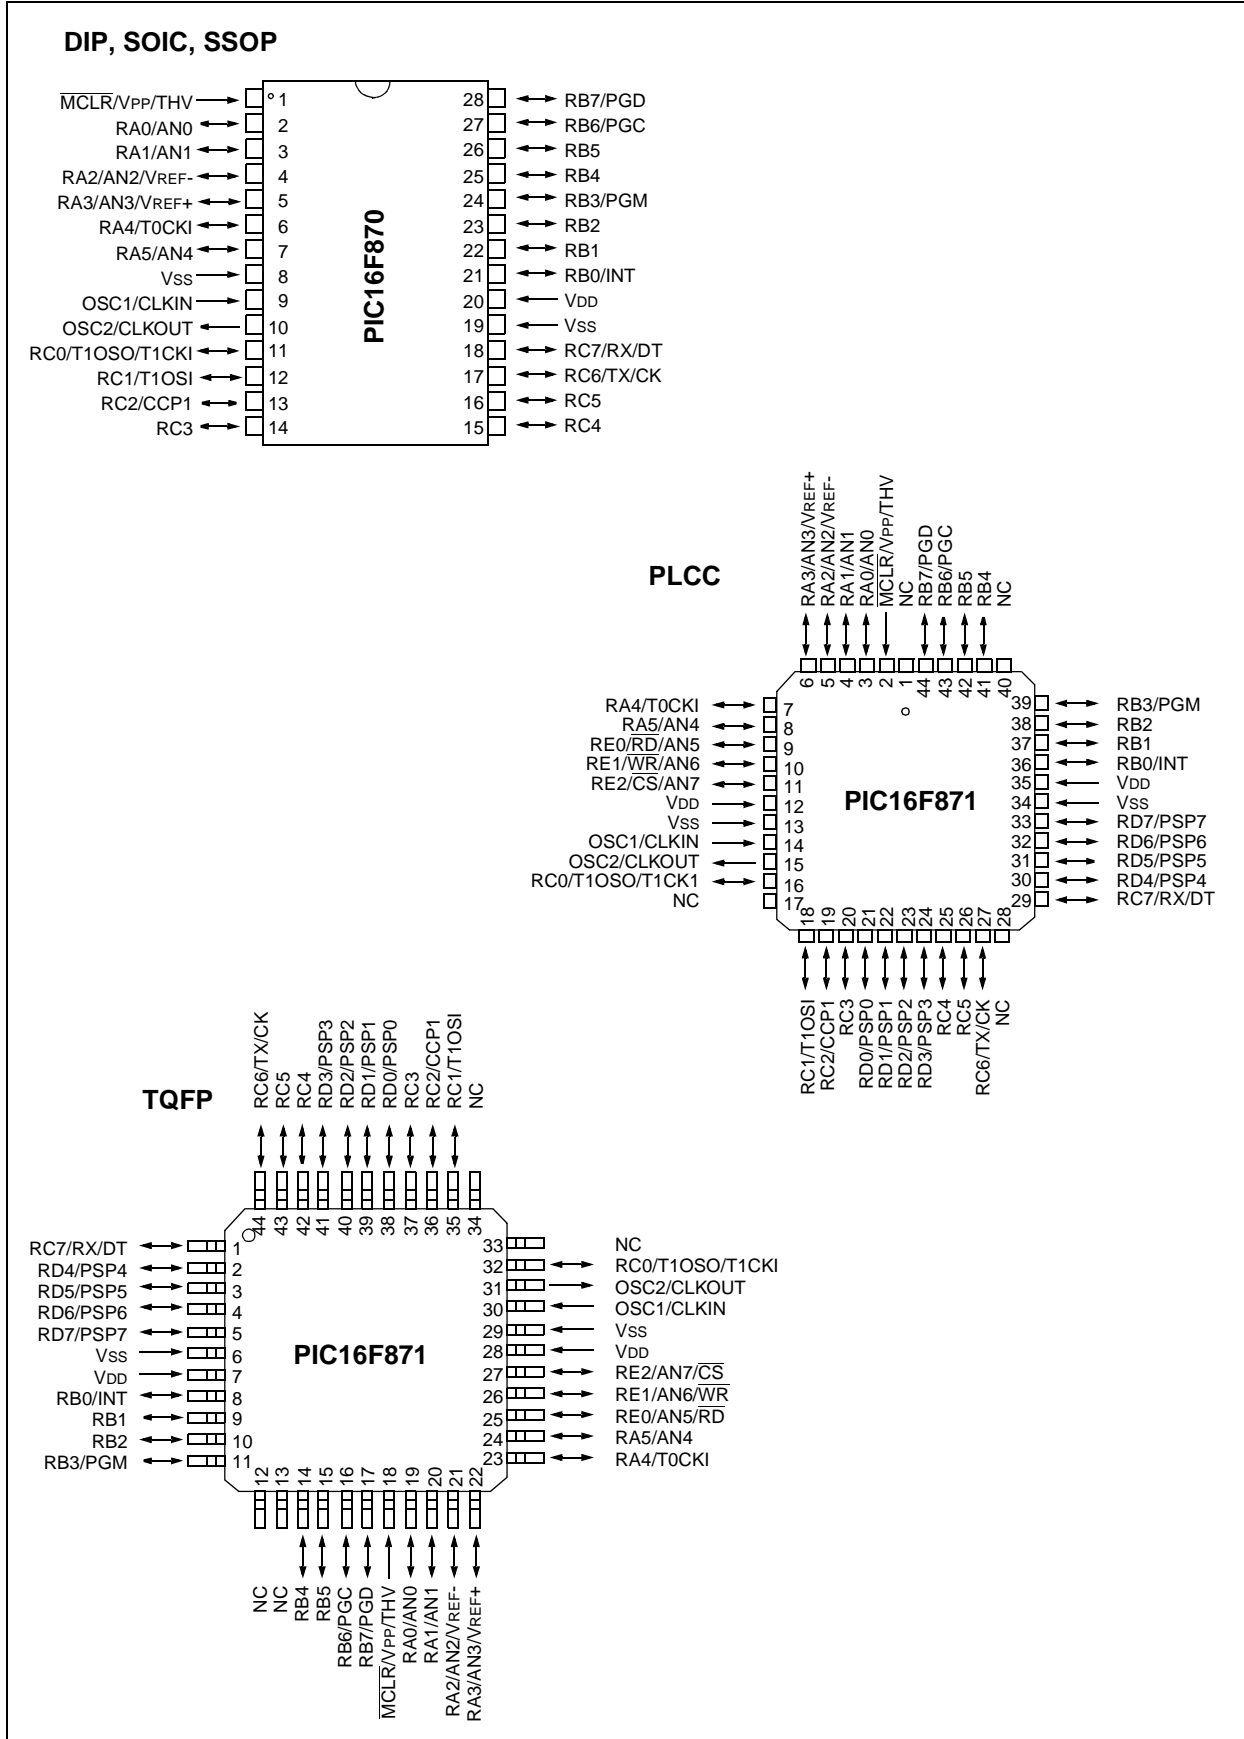 DIP, SOIC, SSOP
MCLR/VPP/THV 1
RA0/AN0 2
RA1/AN1 3
RA2/AN2/VREF- 4
RA3/AN3/VREF+ 5
RA4/T0CKI 6
RA5/AN4 7
VSS 8
OSC1/CLKIN 9
OSC2/CLKOUT 10
RC0/T1OSO/T1CKI 11
RC1/T1OSI 12
RC2/CCP1 13
RC3 14
PIC16F870
28 RB7/PGD
27 RB6/PGC
26 RB5
25 RB4
24 RB3/PGM
23 RB2
22 RB1
21 RB0/INT
20 VDD
19 VSS
18 RC7/RX/DT
17 RC6/TX/CK
16 RC5
15 RC4
PLCC
RA3/AN3/VREF+ 6
RA2/AN2/VREF- 5
RA1/AN1 4
RA0/AN0 3
MCLR/VPP/THV 2
NC 1
RB7/PGD 44
RB6/PGC 43
RB5 42
RB4 41
NC 40
RA4/T0CKI 7
RA5/AN4 8
RE0/RD/AN5 9
RE1/WR/AN6 10
RE2/CS/AN7 11
VDD 12
VSS 13
OSC1/CLKIN 14
OSC2/CLKOUT 15
RC0/T1OSO/T1CK1 16
NC 17
PIC16F871
39 RB3/PGM
38 RB2
37 RB1
36 RB0/INT
35 VDD
34 VSS
33 RD7/PSP7
32 RD6/PSP6
31 RD5/PSP5
30 RD4/PSP4
29 RC7/RX/DT
18 RC1/T1OSI
19 RC2/CCP1
20 RC3
21 RD0/PSP0
22 RD1/PSP1
23 RD2/PSP2
24 RD3/PSP3
25 RC4
26 RC5
27 RC6/TX/CK
28 NC
TQFP
RC6/TX/CK 44
RC5 43
RC4 42
RD3/PSP3 41
RD2/PSP2 40
RD1/PSP1 39
RD0/PSP0 38
RC3 37
RC2/CCP1 36
RC1/T1OSI 35
NC 34
RC7/RX/DT 1
RD4/PSP4 2
RD5/PSP5 3
RD6/PSP6 4
RD7/PSP7 5
VSS 6
VDD 7
RB0/INT 8
RB1 9
RB2 10
RB3/PGM 11
PIC16F871
33 NC
32 RC0/T1OSO/T1CKI
31 OSC2/CLKOUT
30 OSC1/CLKIN
29 VSS
28 VDD
27 RE2/AN7/CS
26 RE1/AN6/WR
25 RE0/AN5/RD
24 RA5/AN4
23 RA4/T0CKI
12 NC
13 NC
14 RB4
15 RB5
16 RB6/PGC
17 RB7/PGD
18 MCLR/VPP/THV
19 RA0/AN0
20 RA1/AN1
21 RA2/AN2/VREF-
22 RA3/AN3/VREF+